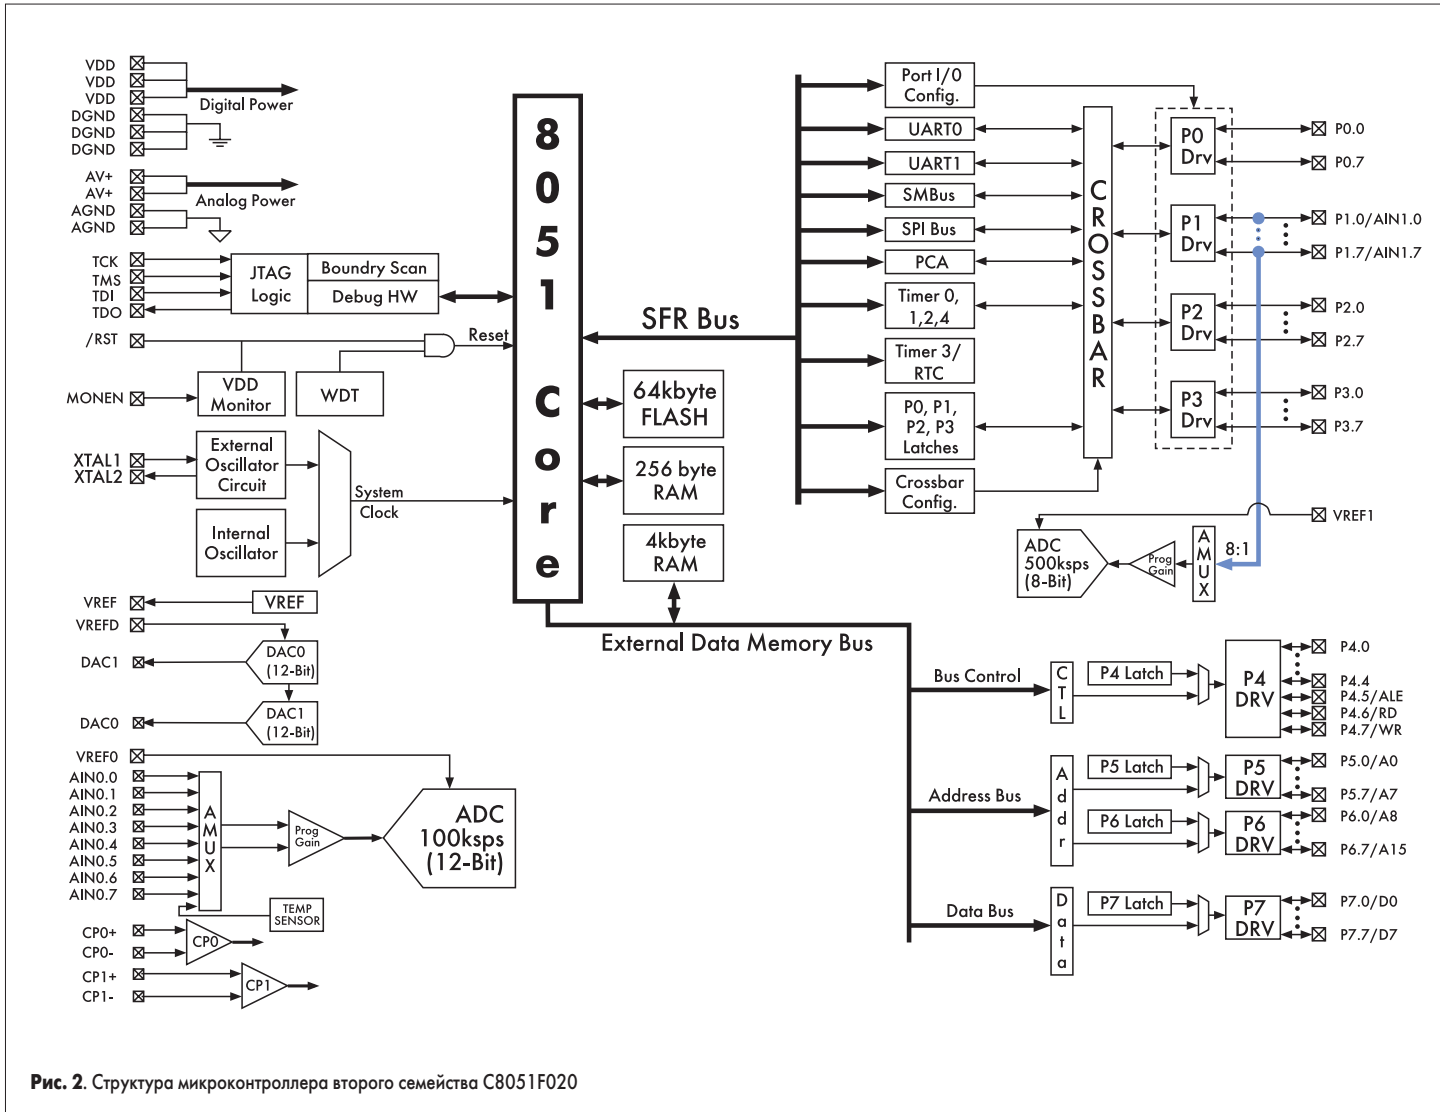 VDD
VDD
VDD
Digital Power
DGND
DGND
DGND
AV+
AV+
Analog Power
AGND
AGND
TCK
TMS
TDI
TDO
JTAG
Logic
Boundry Scan
Debug HW
/RST
Reset
MONEN
VDD
Monitor
WDT
XTAL1
XTAL2
External
Oscillator
Circuit
System
Clock
Internal
Oscillator
VREF
VREF
VREFD
DAC1
DAC0
(12-Bit)
DAC0
DAC1
(12-Bit)
VREF0
AIN0.0
AIN0.1
AIN0.2
AIN0.3
AIN0.4
AIN0.5
AIN0.6
AIN0.7
AMUX
Prog
Gain
ADC
100ksps
(12-Bit)
TEMP
SENSOR
CP0+
CP0-
CP0
CP1+
CP1-
CP1
8051 Core
SFR Bus
64kbyte
FLASH
256 byte
RAM
4kbyte
RAM
External Data Memory Bus
Port I/0
Config.
UART0
UART1
SMBus
SPI Bus
PCA
Timer 0,
1,2,4
Timer 3/
RTC
P0, P1,
P2, P3
Latches
Crossbar
Config.
CROSSBAR
P0
Drv
P1
Drv
P2
Drv
P3
Drv
P0.0
P0.7
P1.0/AIN1.0
P1.7/AIN1.7
P2.0
P2.7
P3.0
P3.7
VREF1
ADC
500ksps
(8-Bit)
Prog
Gain
AMUX
8:1
Bus Control
CTL
P4 Latch
P4
DRV
P4.0
P4.4
P4.5/ALE
P4.6/RD
P4.7/WR
Address Bus
Addr
P5 Latch
P5
DRV
P5.0/A0
P5.7/A7
P6 Latch
P6
DRV
P6.0/A8
P6.7/A15
Data Bus
Data
P7 Latch
P7
DRV
P7.0/D0
P7.7/D7
Рис. 2. Структура микроконтроллера второго семейства C8051F020